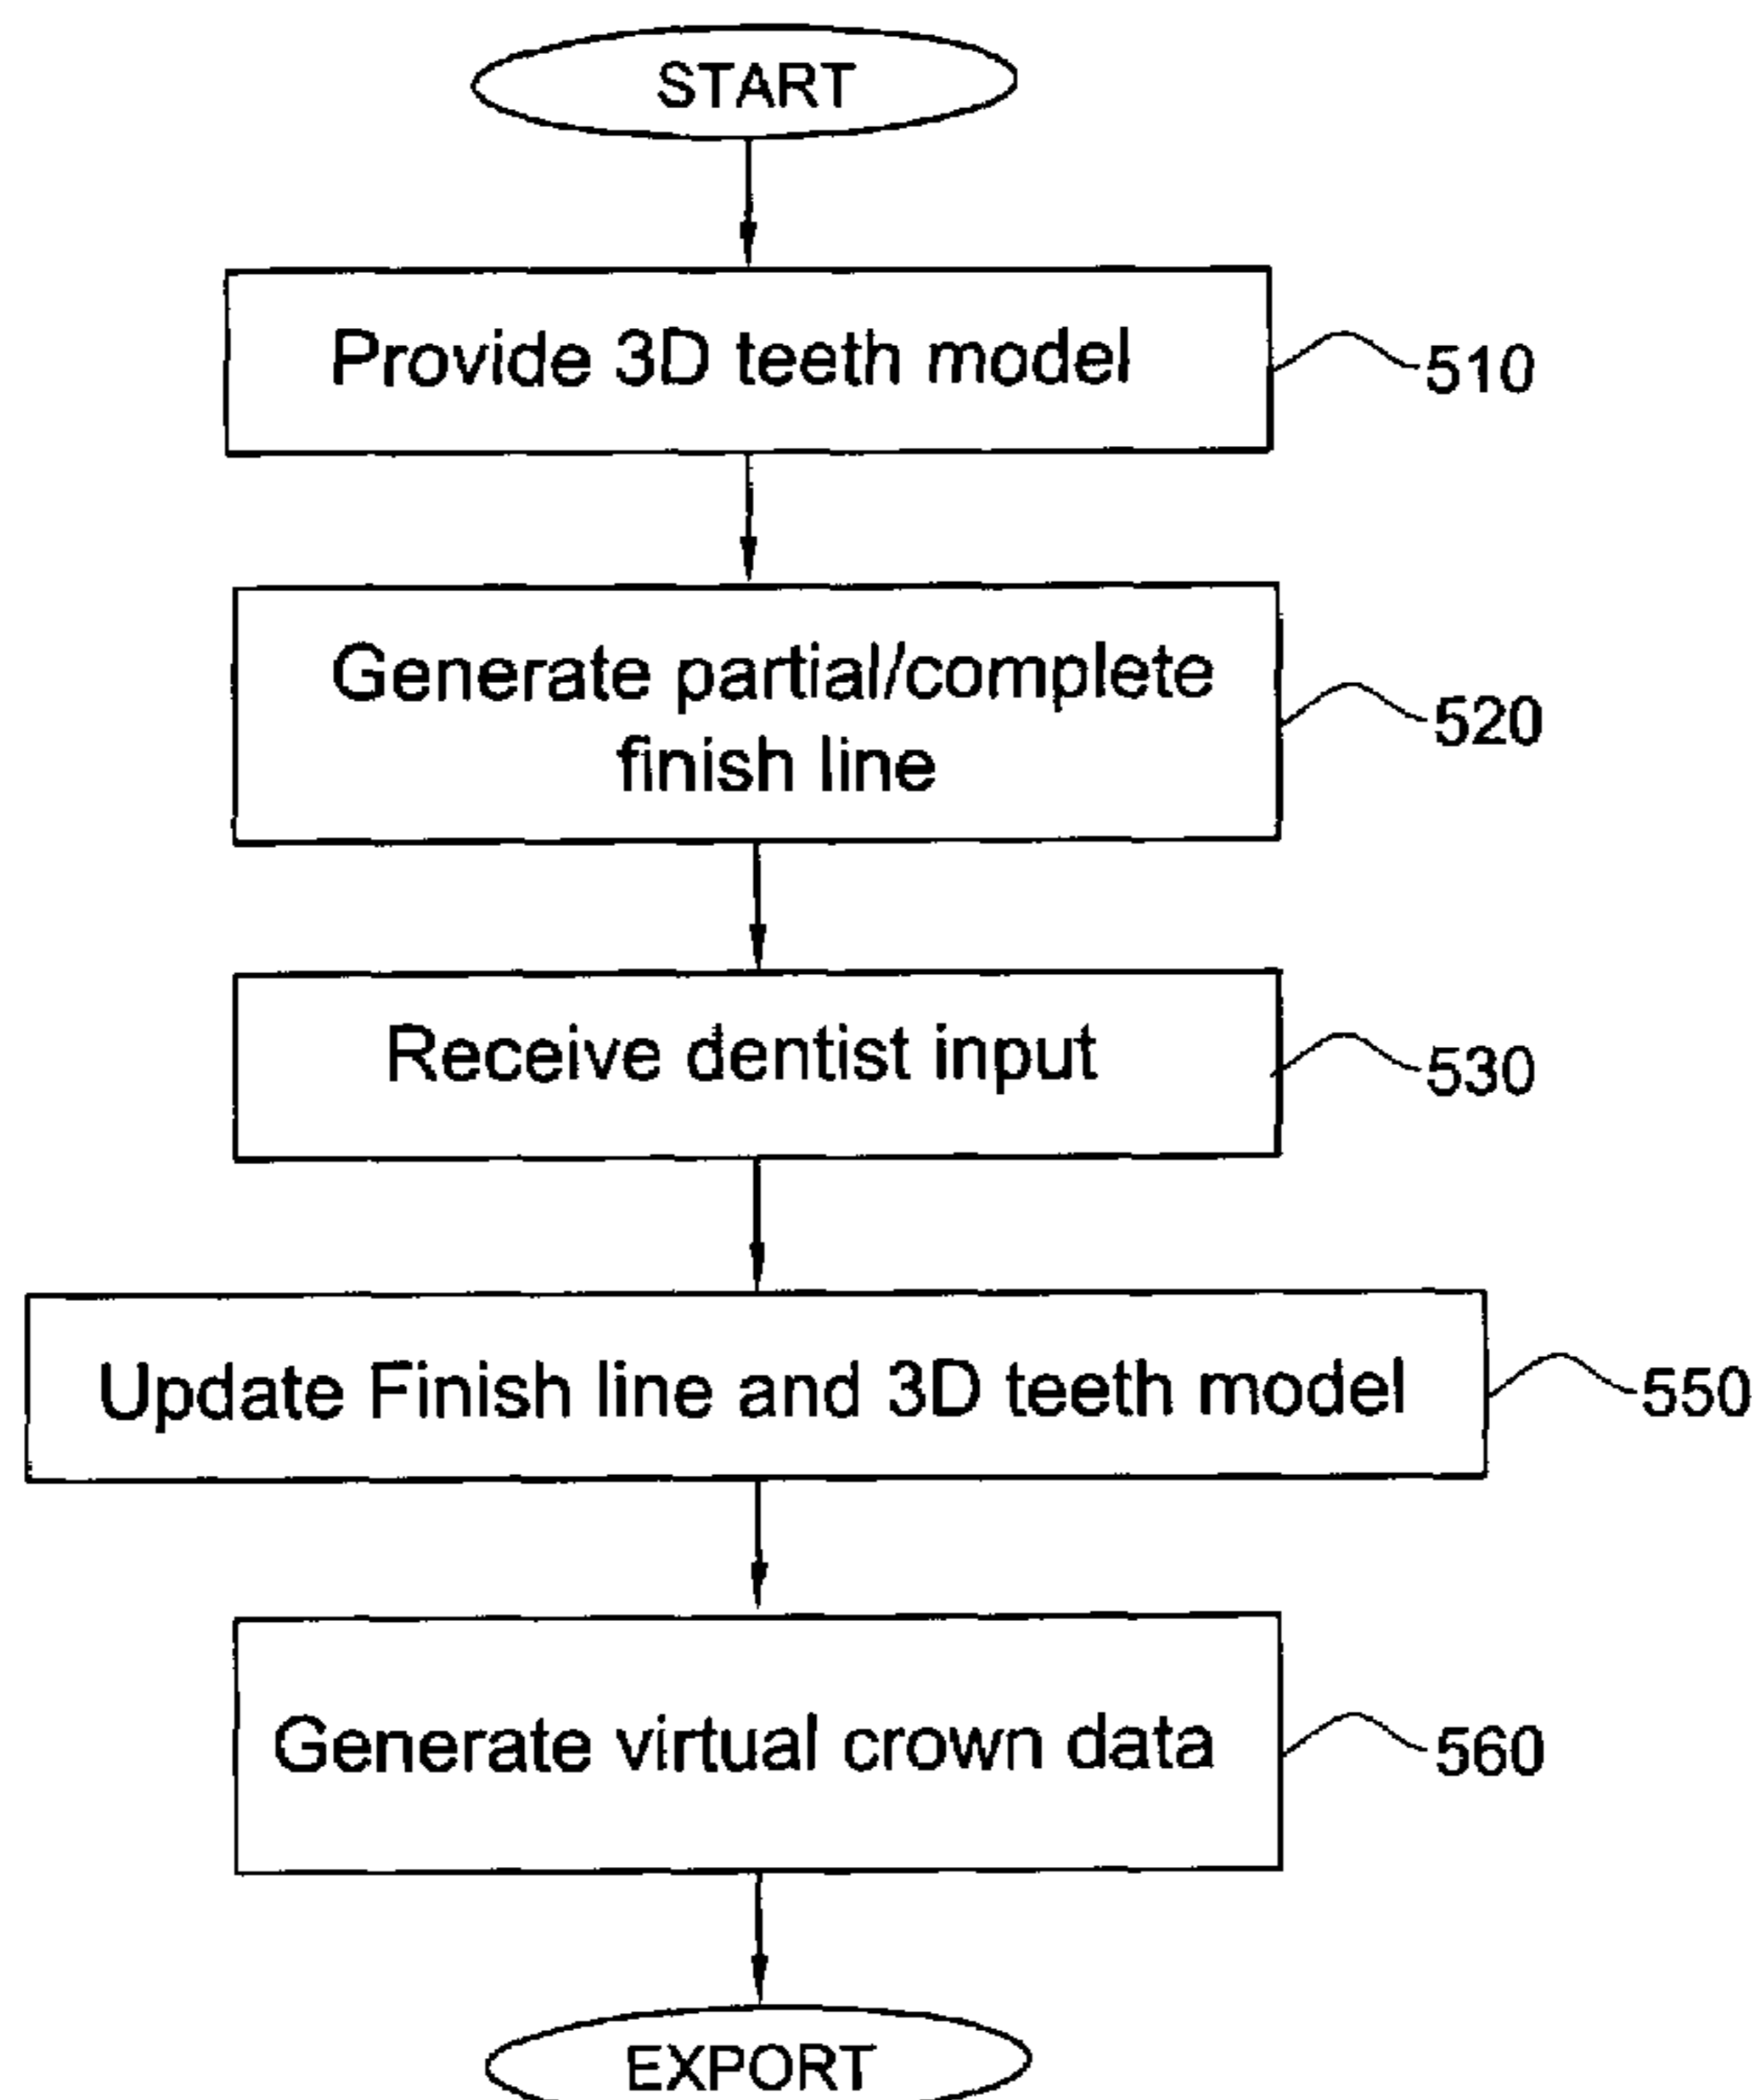 START
Provide 3D teeth model
510
Generate partial/complete
finish line
520
Receive dentist input
530
Update Finish line and 3D teeth model
550
Generate virtual crown data
560
EXPORT